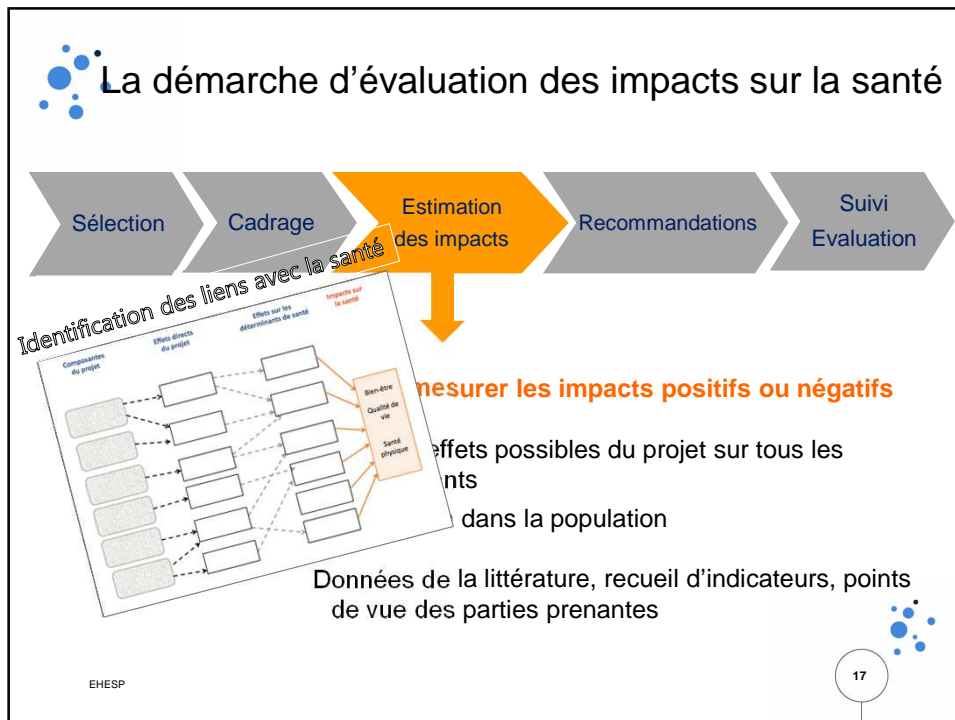 La démarche d'évaluation des impacts sur la santé
Sélection
Cadrage
Estimation
des impacts
Recommandations
Suivi
Evaluation
Identification des liens avec la santé
Composantes
du projet
Effets directs
du projet
Effets sur les
déterminants de santé
Impacts sur
la santé
Bien-être
Qualité de
vie
Santé
physique
mesurer les impacts positifs ou négatifs
effets possibles du projet sur tous les
dans la population
Données de la littérature, recueil d'indicateurs, points
de vue des parties prenantes
EHESP
17